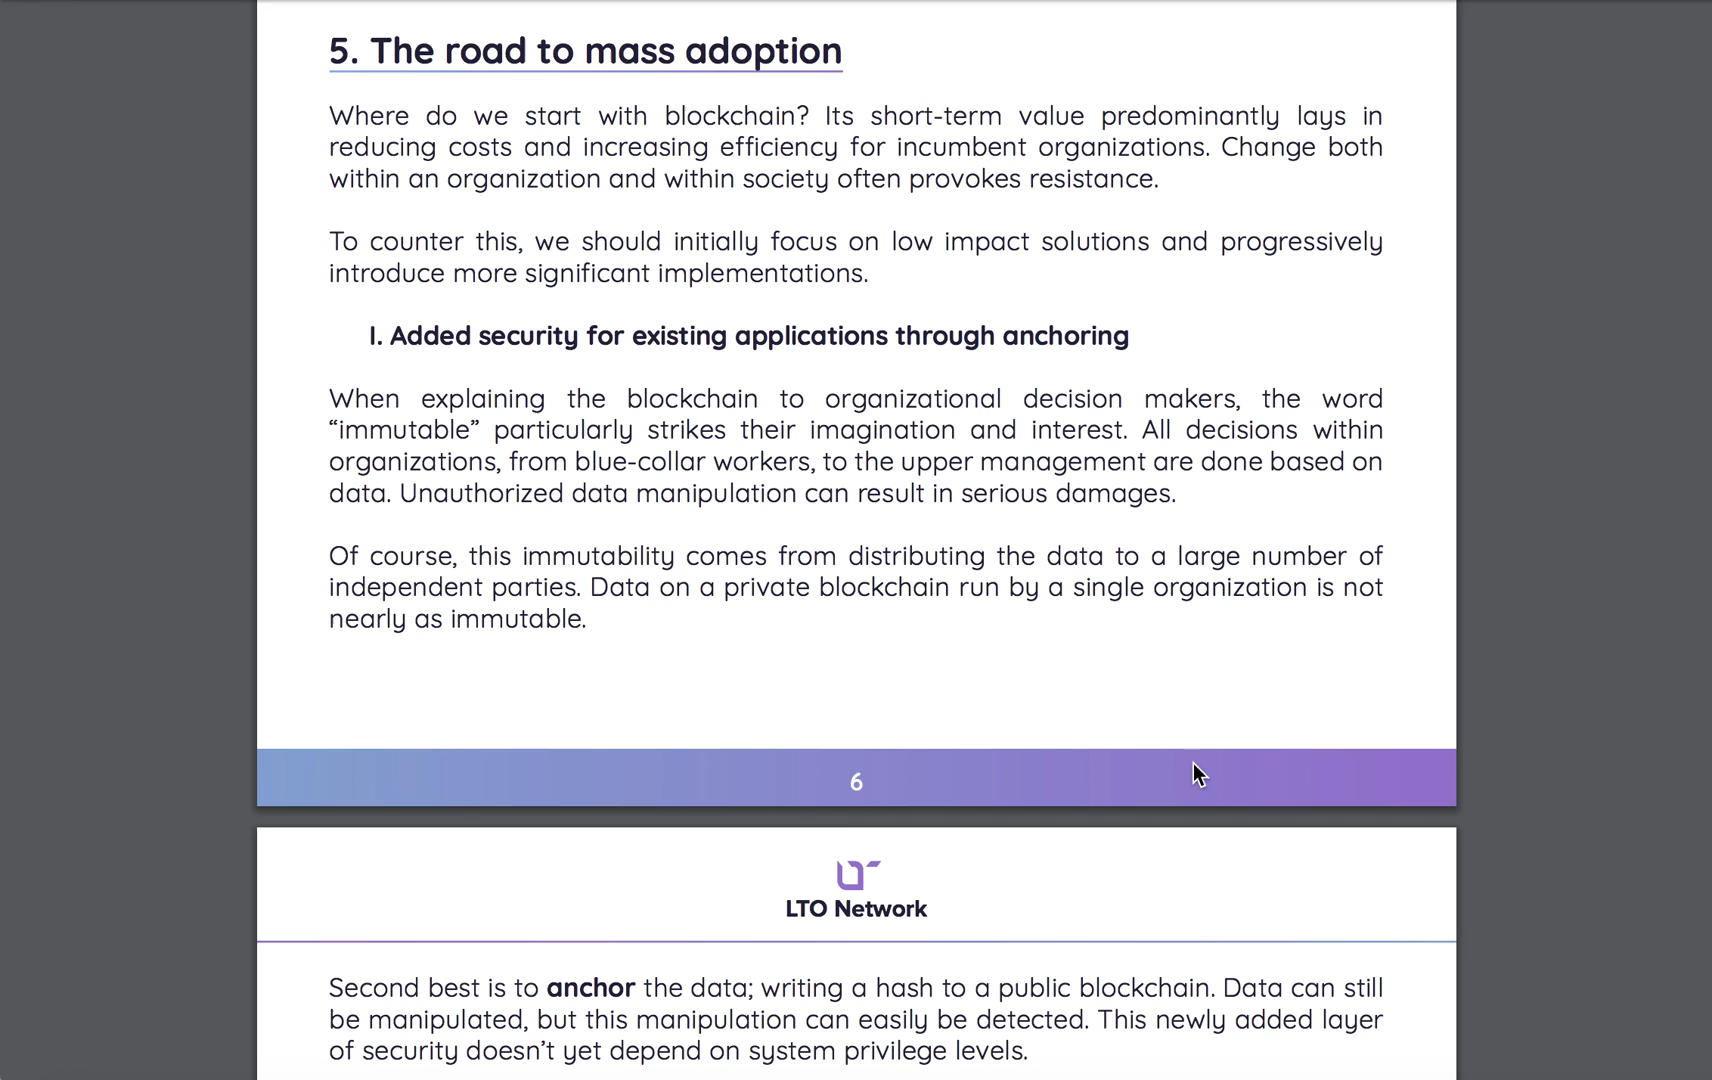 5. The road to mass adoption
Where do we start with blockchain? Its short-term value predominantly lays in
reducing costs and increasing efficiency for incumbent organizations. Change both
within an organization and within society often provokes resistance.
To counter this, we should initially focus on low impact solutions and progressively
introduce more significant implementations.
I. Added security for existing applications through anchoring
When explaining the blockchain to organizational decision makers, the word
“immutable” particularly strikes their imagination and interest. All decisions within
organizations, from blue-collar workers, to the upper management are done based on
data. Unauthorized data manipulation can result in serious damages.
Of course, this immutability comes from distributing the data to a large number of
independent parties. Data on a private blockchain run by a single organization is not
nearly as immutable.
6
LTO Network
Second best is to anchor the data; writing a hash to a public blockchain. Data can still
be manipulated, but this manipulation can easily be detected. This newly added layer
of security doesn’t yet depend on system privilege levels.